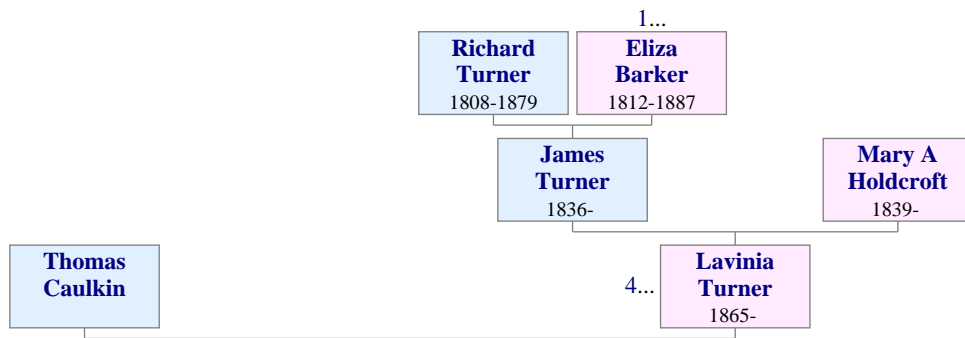 1...
Richard
Turner
1808-1879
Eliza
Barker
1812-1887
James
Turner
1836-
Mary A
Holdcroft
1839-
Thomas
Caulkin
4...
Lavinia
Turner
1865-